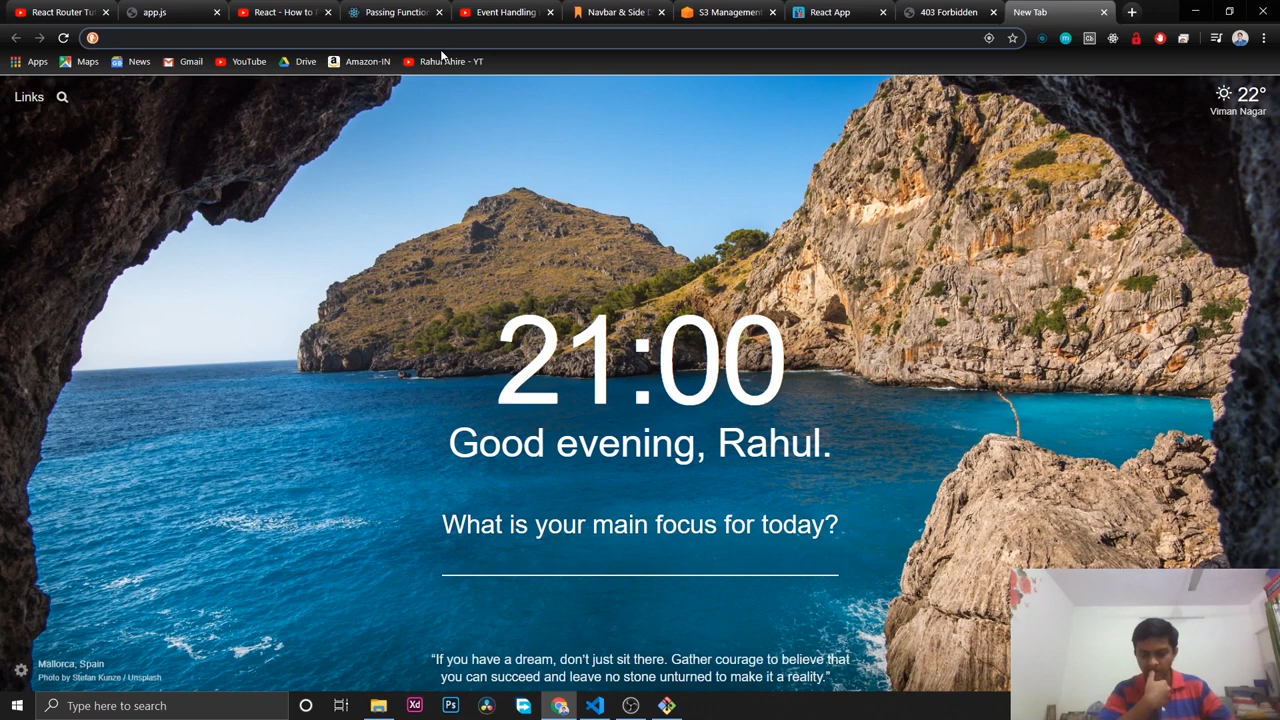 React Router Tut
app.js
React - How to P
Passing Function
Event Handling
Navbar & Side D
S3 Management
React App
403 Forbidden
New Tab
Apps
Maps
News
Gmail
YouTube
Drive
Amazon-IN
Rahul Ahire - YT
Links
22°
Viman Nagar
21:00
Good evening, Rahul.
What is your main focus for today?
Mallorca, Spain
Photo by Stefan Kunze / Unsplash
“If you have a dream, don’t just sit there. Gather courage to believe that
you can succeed and leave no stone unturned to make it a reality.”
Type here to search
Xd
Ps